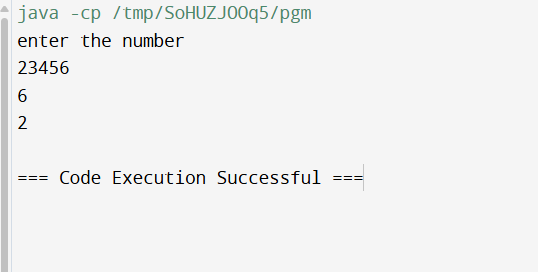 java -cp /tmp/SoHUZJOOq5/pgm
enter the number
23456
6
2
=== Code Execution Successful ===